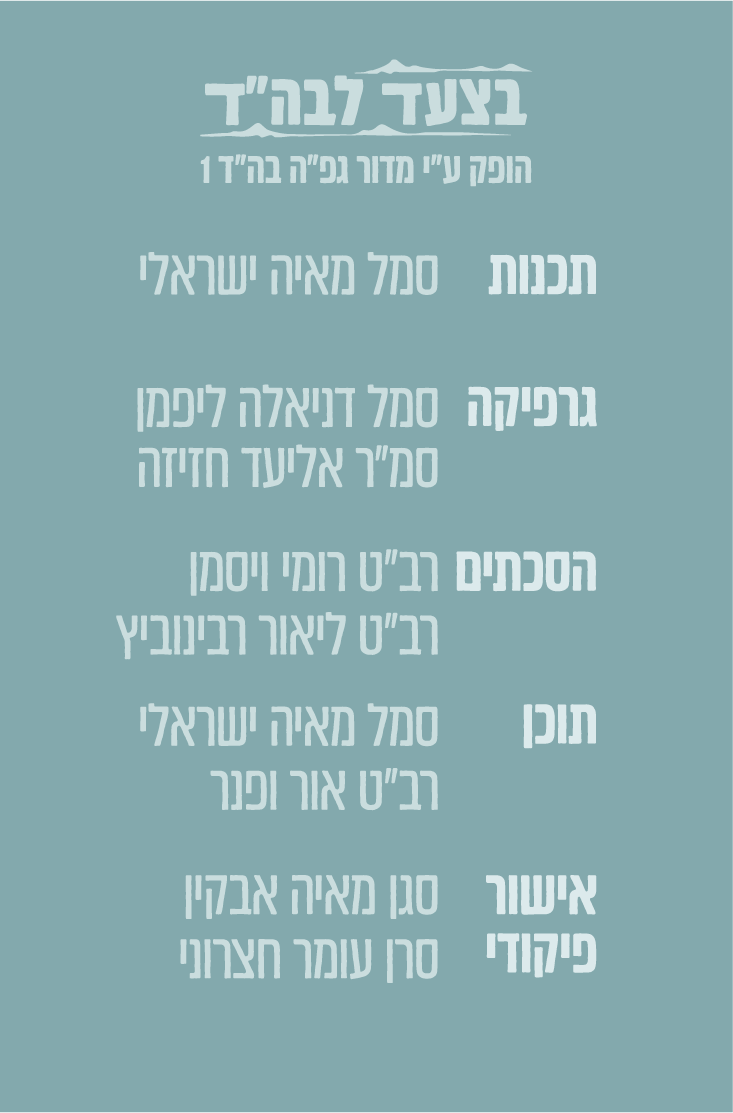 בצעד לבה"ד
הופק ע"י מדור גפ"ה בה"ד 1
תכנות סמל מאיה ישראלי
גרפיקה סמל דניאלה ליפמן
סמ"ר אליעד חזיזה
הסכתים רב"ט רומי ויסמן
רב"ט ליאור רבינוביץ
תוכן סמל מאיה ישראלי
רב"ט אור ופנר
אישור סגן מאיה אבקין
פיקודי סרן עומר חצרוני